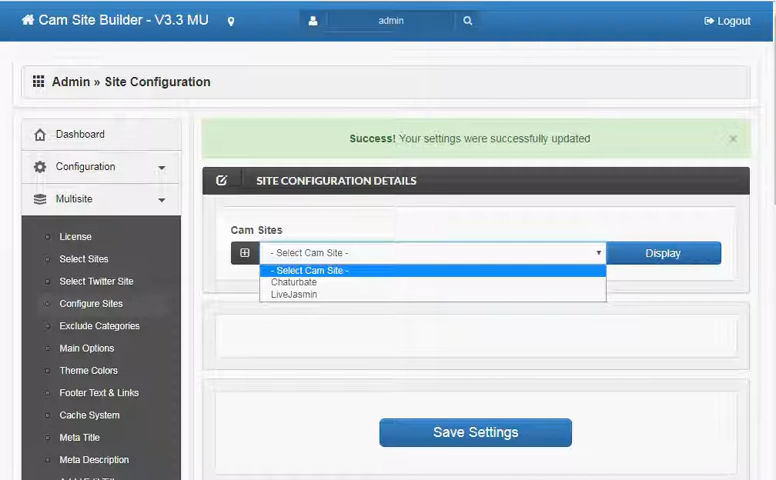 Cam Site Builder - V3.3 MU
admin
Logout
Admin » Site Configuration
Dashboard
Configuration
Multisite
License
Select Sites
Select Twitter Site
Configure Sites
Exclude Categories
Main Options
Theme Colors
Footer Text & Links
Cache System
Meta Title
Meta Description
Success! Your settings were successfully updated
×
SITE CONFIGURATION DETAILS
Cam Sites
- Select Cam Site -
Display
- Select Cam Site -
Chaturbate
LiveJasmin
Save Settings